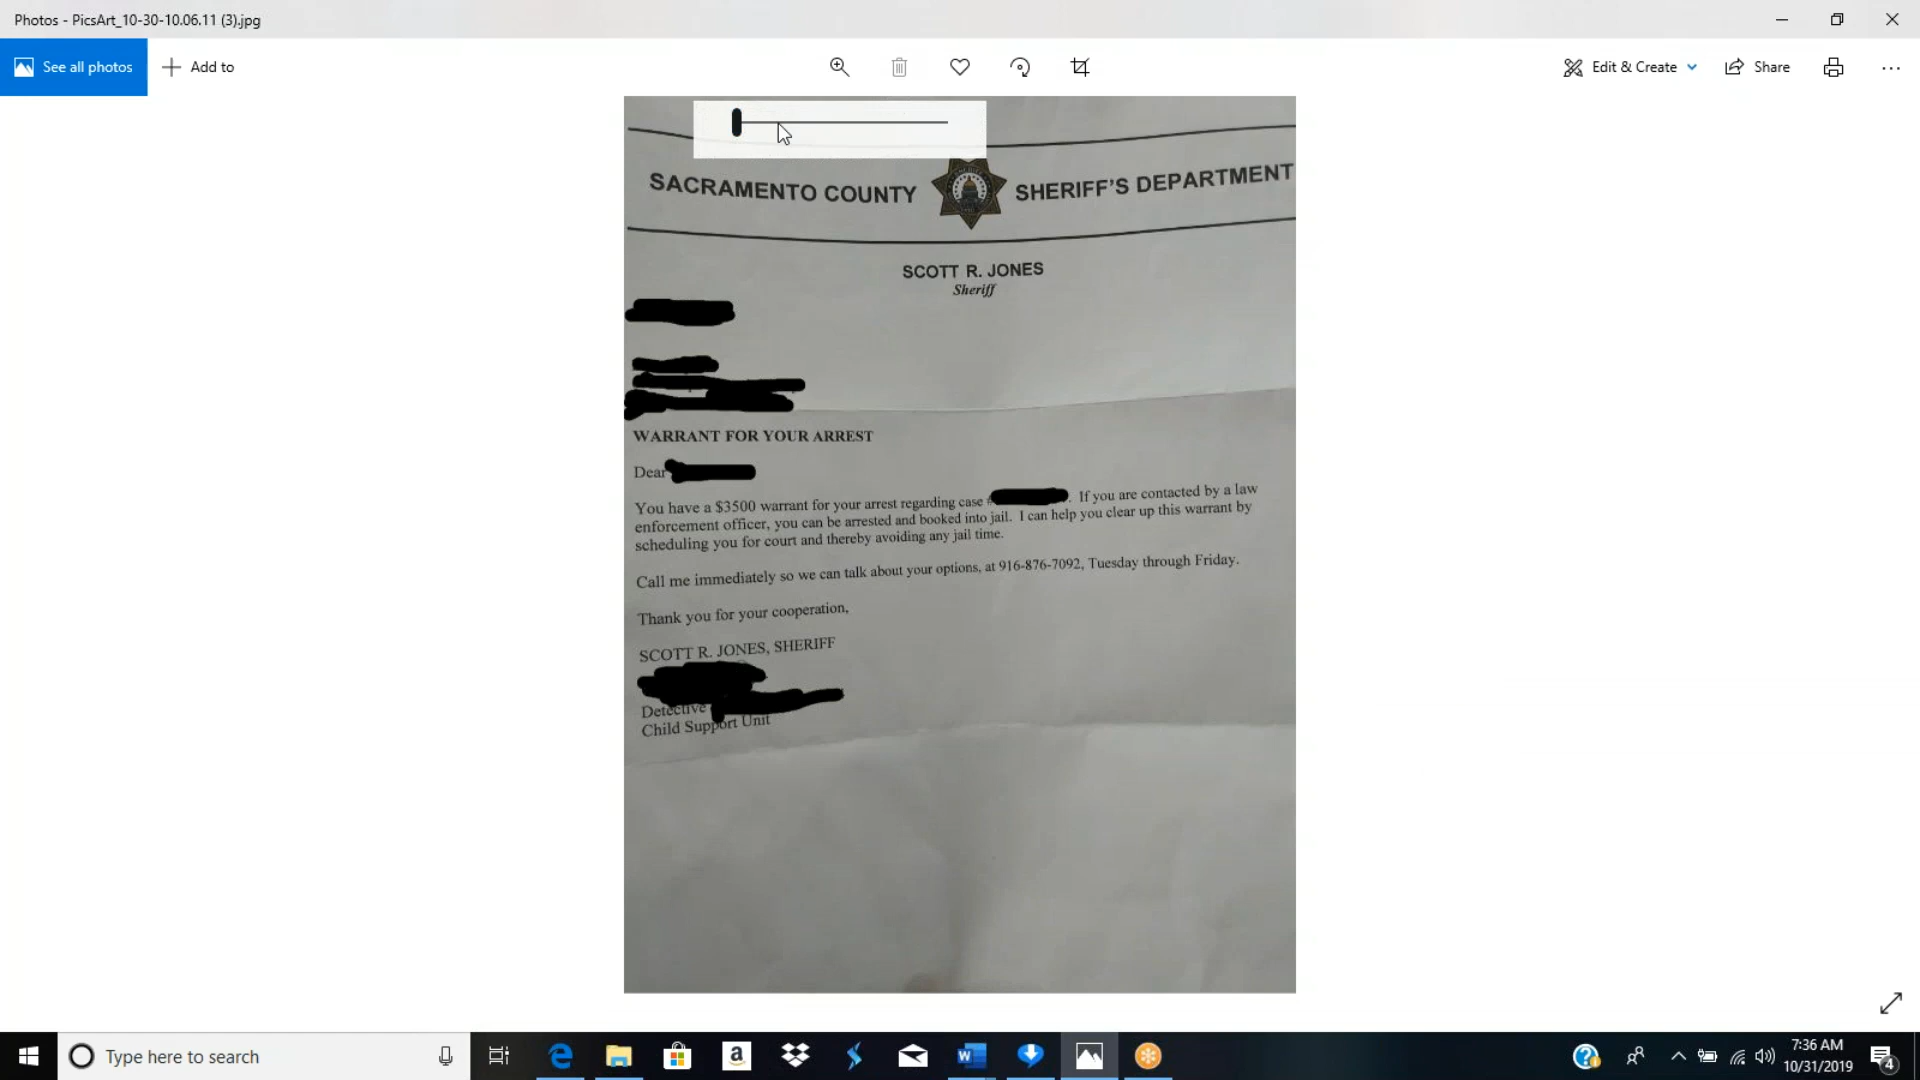 Photos - PicsArt_10-30-10.06.11 (3).jpg
See all photos
Add to
Edit & Create
Share
SACRAMENTO COUNTY SHERIFF'S DEPARTMENT
SCOTT R. JONES
Sheriff
WARRANT FOR YOUR ARREST
Dear
You have a $3500 warrant for your arrest regarding case #. If you are contacted by a law
enforcement officer, you can be arrested and booked into jail. I can help you clear up this warrant by
scheduling you for court and thereby avoiding any jail time.
Call me immediately so we can talk about your options, at 916-876-7092, Tuesday through Friday.
Thank you for your cooperation,
SCOTT R. JONES, SHERIFF
Detective
Child Support Unit
Type here to search
7:36 AM
10/31/2019
4